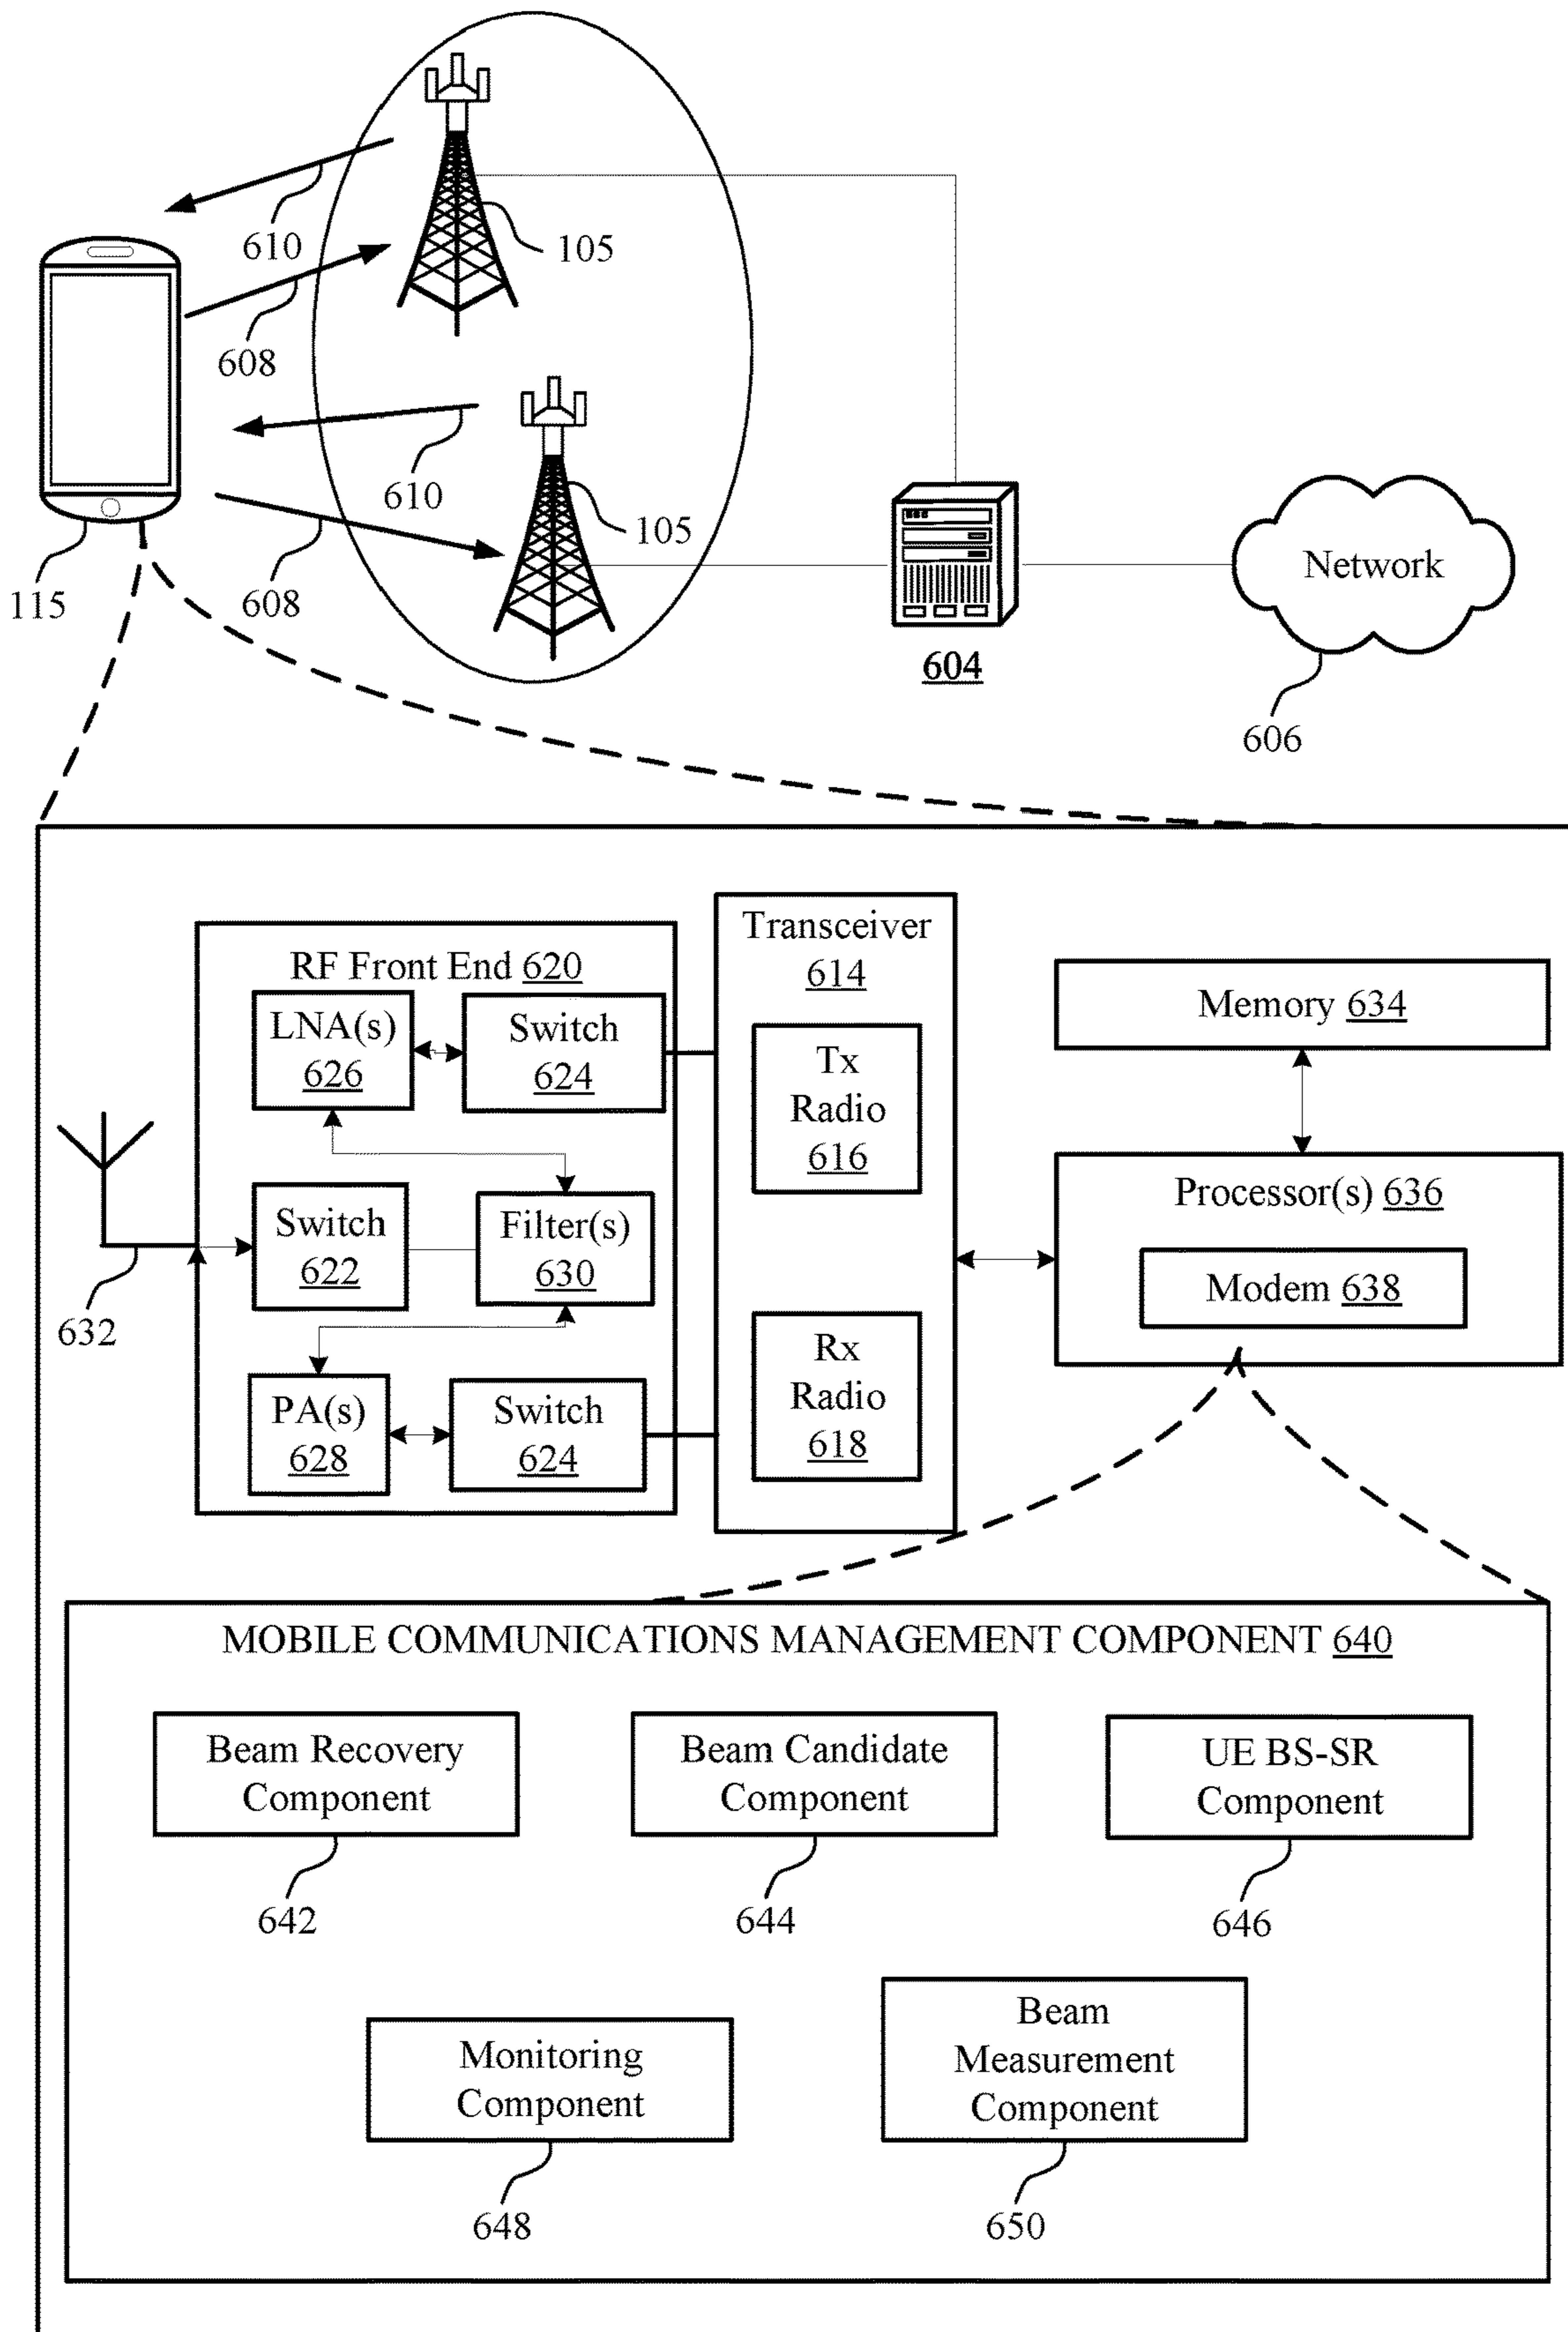 610
105
608
610
105
115
608
604
Network
606
RF Front End 620
Transceiver
614
LNA(s)
626
Switch
624
Memory 634
Tx
Radio
616
Switch
622
Filter(s)
630
Processor(s) 636
Modem 638
632
PA(s)
628
Switch
624
Rx
Radio
618
MOBILE COMMUNICATIONS MANAGEMENT COMPONENT 640
Beam Recovery
Component
642
Beam Candidate
Component
644
UE BS-SR
Component
646
Monitoring
Component
648
Beam
Measurement
Component
650